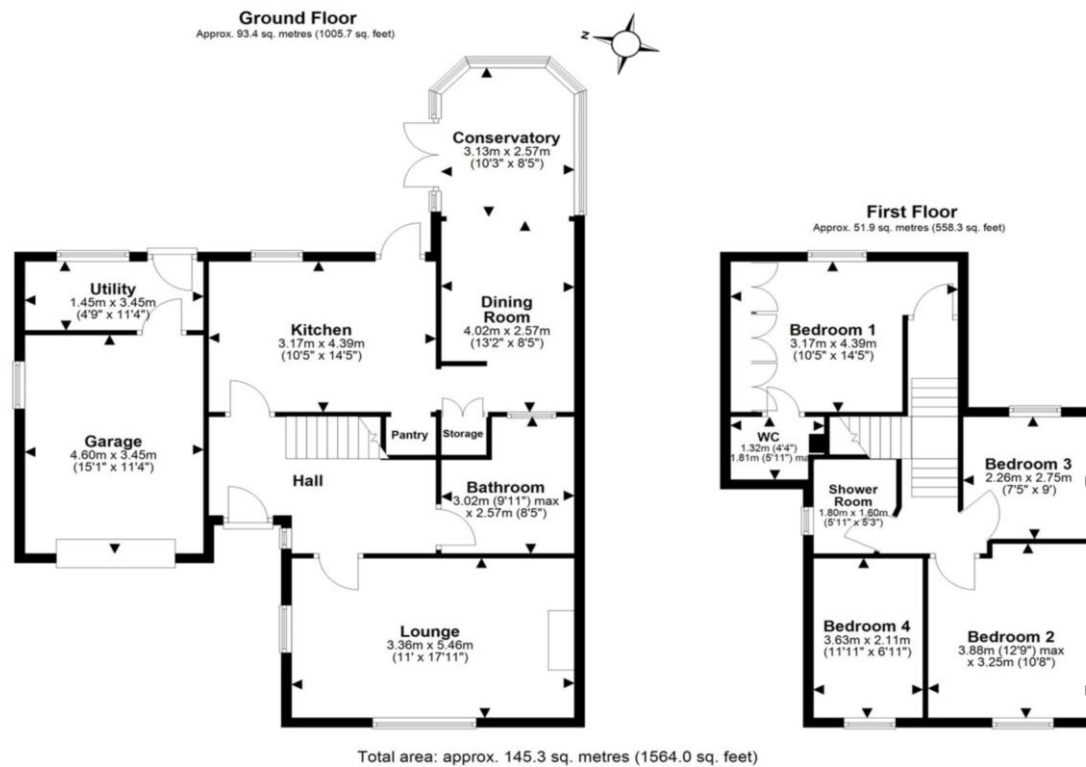 Ground Floor
Approx. 93.4 sq. metres (1005.7 sq. feet)
N
Conservatory
3.13m x 2.57m
(10'3" x 8'5")
Utility
1.45m x 3.45m
(4'9" x 11'4")
Kitchen
3.17m x 4.39m
(10'5" x 14'5")
Dining
Room
4.02m x 2.57m
(13'2" x 8'5")
Garage
4.60m x 3.45m
(15'1" x 11'4")
Pantry
Storage
Hall
Bathroom
3.02m (9'11") max
x 2.57m (8'5")
Lounge
3.36m x 5.46m
(11' x 17'11")
First Floor
Approx. 51.9 sq. metres (558.3 sq. feet)
Bedroom 1
3.17m x 4.39m
(10'5" x 14'5")
WC
1.32m (4'4")
1.81m (5'11") max
Shower
Room
1.80m x 1.60m
(5'11" x 5'3")
Bedroom 3
2.26m x 2.75m
(7'5" x 9')
Bedroom 4
3.63m x 2.11m
(11'11" x 6'11")
Bedroom 2
3.88m (12'9") max
x 3.25m (10'8")
Total area: approx. 145.3 sq. metres (1564.0 sq. feet)